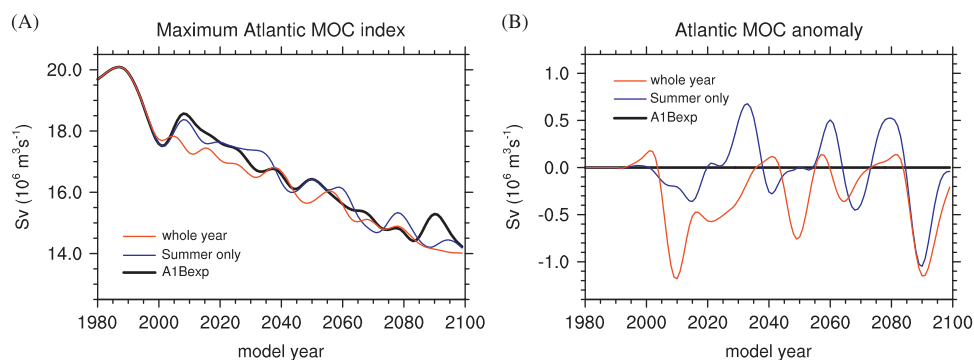 (A)
Maximum Atlantic MOC index
Sv (10⁶ m³s⁻¹)
20.0
18.0
16.0
14.0
whole year
Summer only
A1Bexp
1980 2000 2020 2040 2060 2080 2100
model year
(B)
Atlantic MOC anomaly
Sv (10⁶ m³s⁻¹)
1.0
0.5
0.0
-0.5
-1.0
whole year
Summer only
A1Bexp
1980 2000 2020 2040 2060 2080 2100
model year